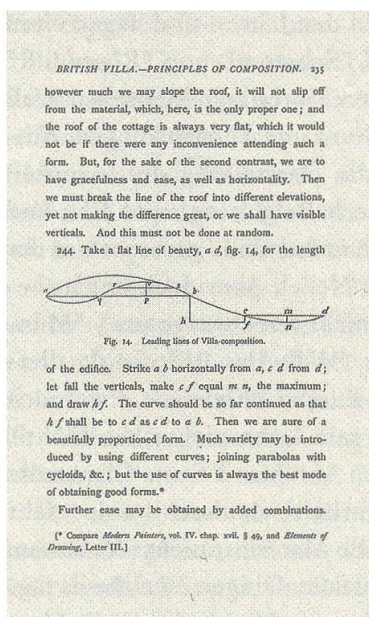 BRITISH VILLA.—PRINCIPLES OF COMPOSITION. 235
however much we may slope the roof, it will not slip off
from the material, which, here, is the only proper one; and
the roof of the cottage is always very flat, which it would
not be if there were any inconvenience attending such a
form. But, for the sake of the second contrast, we are to
have gracefulness and ease, as well as horizontality. Then
we must break the line of the roof into different elevations,
yet not making the difference great, or we shall have visible
verticals. And this must not be done at random.
244. Take a flat line of beauty, a d, fig. 14, for the length
a q r v p s b h e f m n d
Fig. 14. Leading lines of Villa-composition.
of the edifice. Strike a b horizontally from a, c d from d;
let fall the verticals, make c f equal m n, the maximum;
and draw h f. The curve should be so far continued as that
h f shall be to c d as c d to a b. Then we are sure of a
beautifully proportioned form. Much variety may be intro-
duced by using different curves; joining parabolas with
cycloids, &c.; but the use of curves is always the best mode
of obtaining good forms.*
Further ease may be obtained by added combinations.
[* Compare Modern Painters, vol. IV. chap. xvii. § 49, and Elements of
Drawing, Letter III.]